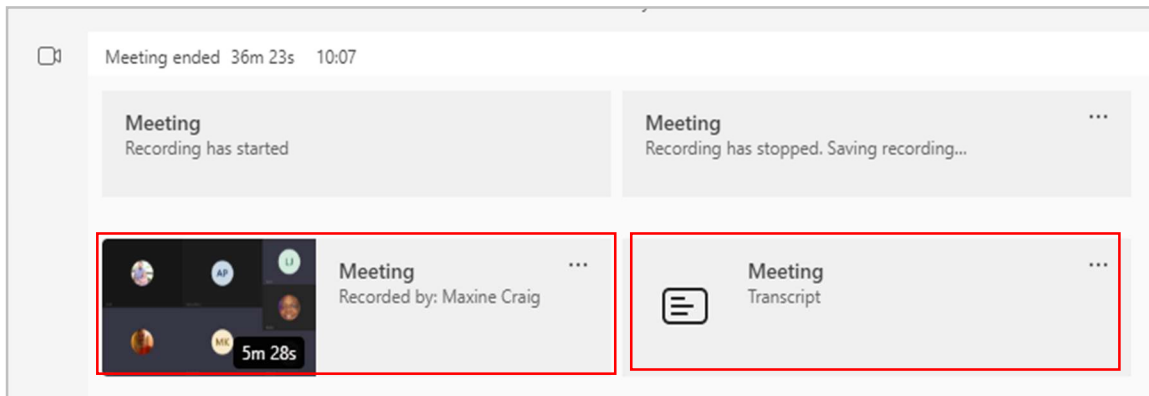 Meeting ended 36m 23s 10:07
Meeting
Recording has started
Meeting
Recording has stopped. Saving recording...
LJ
AP
MK
5m 28s
Meeting
Recorded by: Maxine Craig
Meeting
Transcript